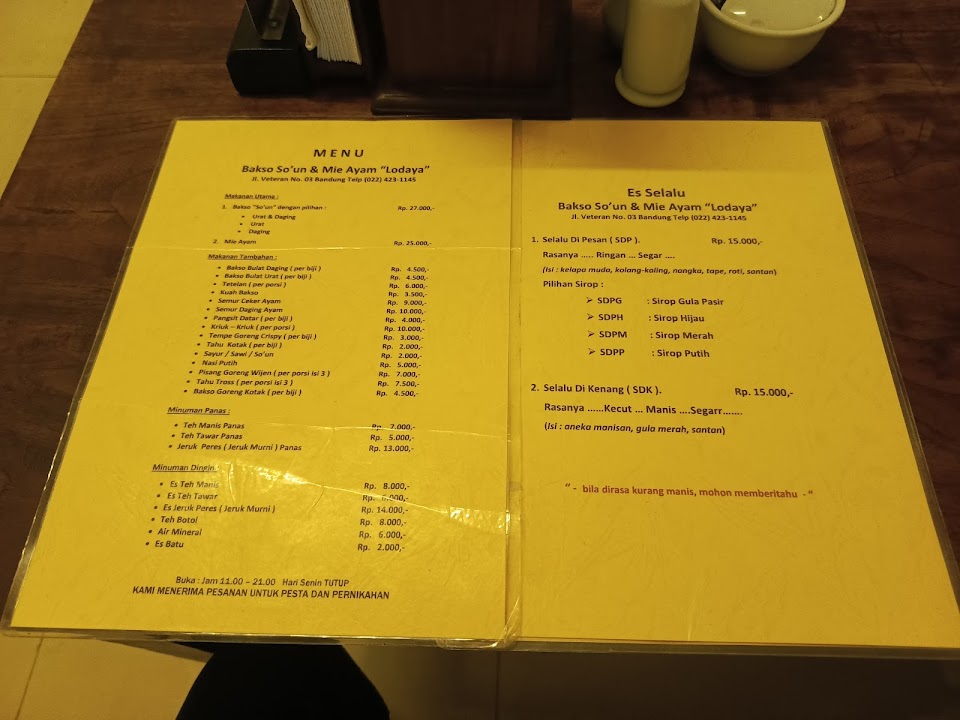 MENU
Bakso So'un & Mie Ayam "Lodaya"
Jl. Veteran No. 03 Bandung Telp (022) 423-1145
Makanan Utama :
1. Bakso "So'un" dengan pilihan : Rp. 27.000,-
• Urat & Daging
• Urat
• Daging
2. Mie Ayam Rp. 25.000,-
Makanan Tambahan :
• Bakso Bulat Daging ( per biji ) Rp. 4.500,-
• Bakso Bulat Urat ( per biji ) Rp. 4.500,-
• Tetelan ( per porsi ) Rp. 6.000,-
• Kuah Bakso Rp. 3.500,-
• Semur Ceker Ayam Rp. 9.000,-
• Semur Daging Ayam Rp. 10.000,-
• Pangsit Datar ( per biji ) Rp. 4.000,-
• Kriuk – Kriuk ( per porsi ) Rp. 10.000,-
• Tempe Goreng Crispy ( per biji ) Rp. 3.000,-
• Tahu Kotak ( per biji ) Rp. 2.000,-
• Sayur / Sawi / So'un Rp. 2.000,-
• Nasi Putih Rp. 5.000,-
• Pisang Goreng Wijen ( per porsi isi 3 ) Rp. 7.000,-
• Tahu Tross ( per porsi isi 3 ) Rp. 7.500,-
• Bakso Goreng Kotak ( per biji ) Rp. 4.500,-
Minuman Panas :
• Teh Manis Panas Rp. 7.000,-
• Teh Tawar Panas Rp. 5.000,-
• Jeruk Peres ( Jeruk Murni ) Panas Rp. 13.000,-
Minuman Dingin :
• Es Teh Manis Rp. 8.000,-
• Es Teh Tawar Rp. 6.000,-
• Es Jeruk Peres ( Jeruk Murni ) Rp. 14.000,-
• Teh Botol Rp. 8.000,-
• Air Mineral Rp. 6.000,-
• Es Batu Rp. 2.000,-
Buka : Jam 11.00 – 21.00 Hari Senin TUTUP
KAMI MENERIMA PESANAN UNTUK PESTA DAN PERNIKAHAN
Es Selalu
Bakso So'un & Mie Ayam "Lodaya"
Jl. Veteran No. 03 Bandung Telp (022) 423-1145
1. Selalu Di Pesan ( SDP ). Rp. 15.000,-
Rasanya ..... Ringan ... Segar ....
(Isi : kelapa muda, kolang-kaling, nangka, tape, roti, santan)
Pilihan Sirop :
➢ SDPG : Sirop Gula Pasir
➢ SDPH : Sirop Hijau
➢ SDPM : Sirop Merah
➢ SDPP : Sirop Putih
2. Selalu Di Kenang ( SDK ). Rp. 15.000,-
Rasanya ......Kecut ... Manis ....Segarr.......
(Isi : aneka manisan, gula merah, santan)
" - bila dirasa kurang manis, mohon memberitahu - "